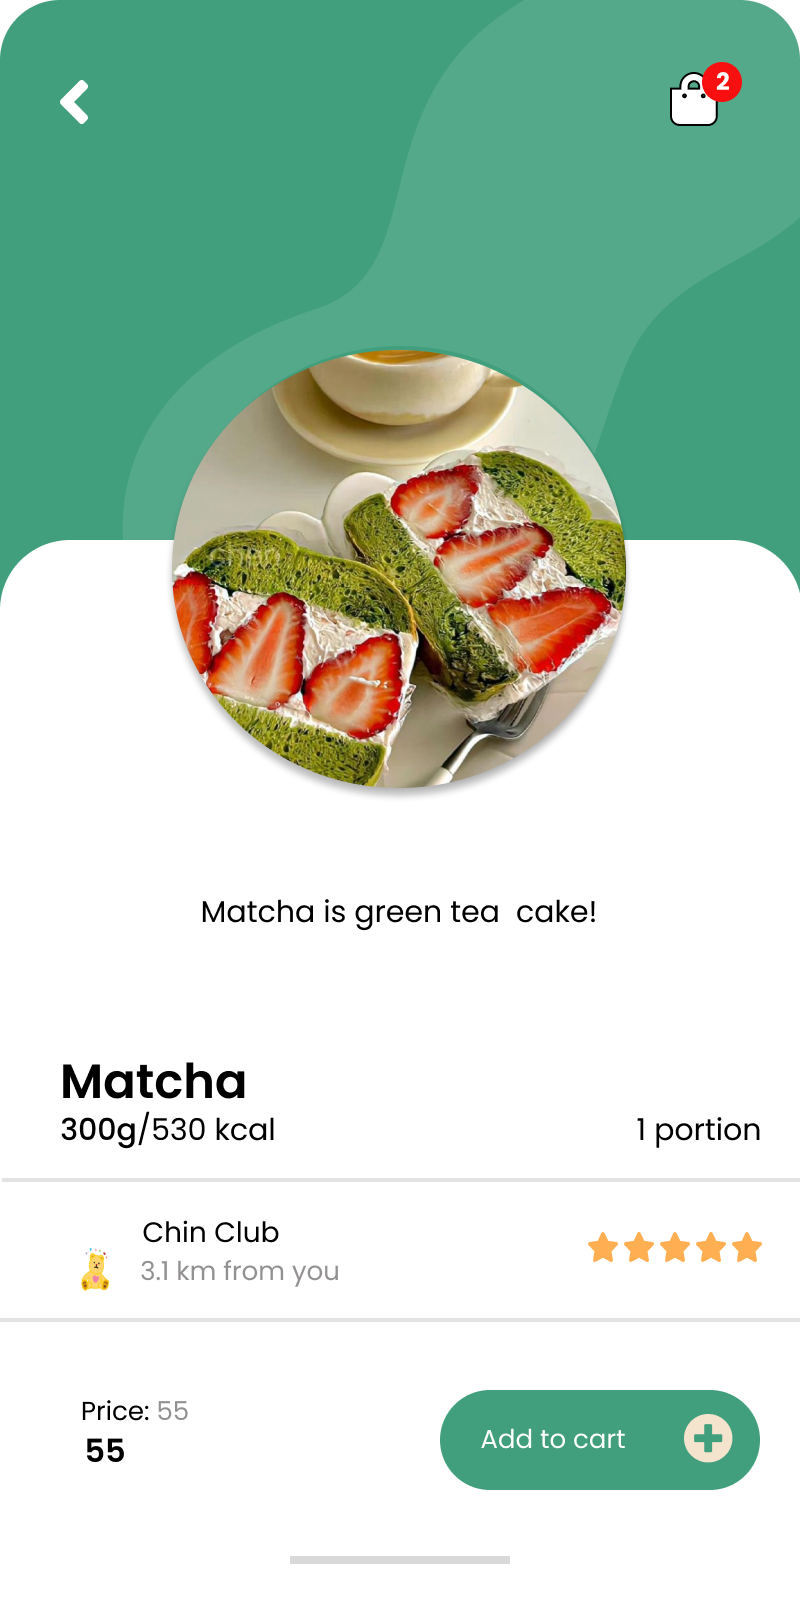 2
chinn
Matcha is green tea  cake!
Matcha
300g/530 kcal
1 portion
Chin Club
3.1 km from you
Price: 55
55
Add to cart